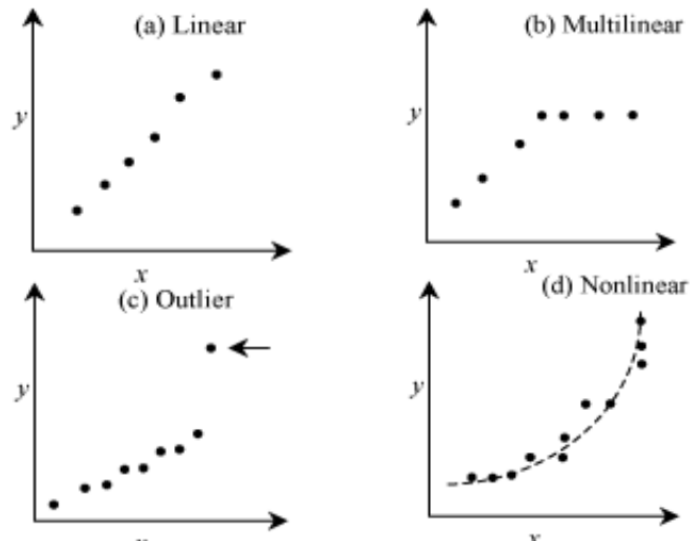 (a) Linear
y
x
(b) Multilinear
y
x
(c) Outlier
y
(d) Nonlinear
y
x